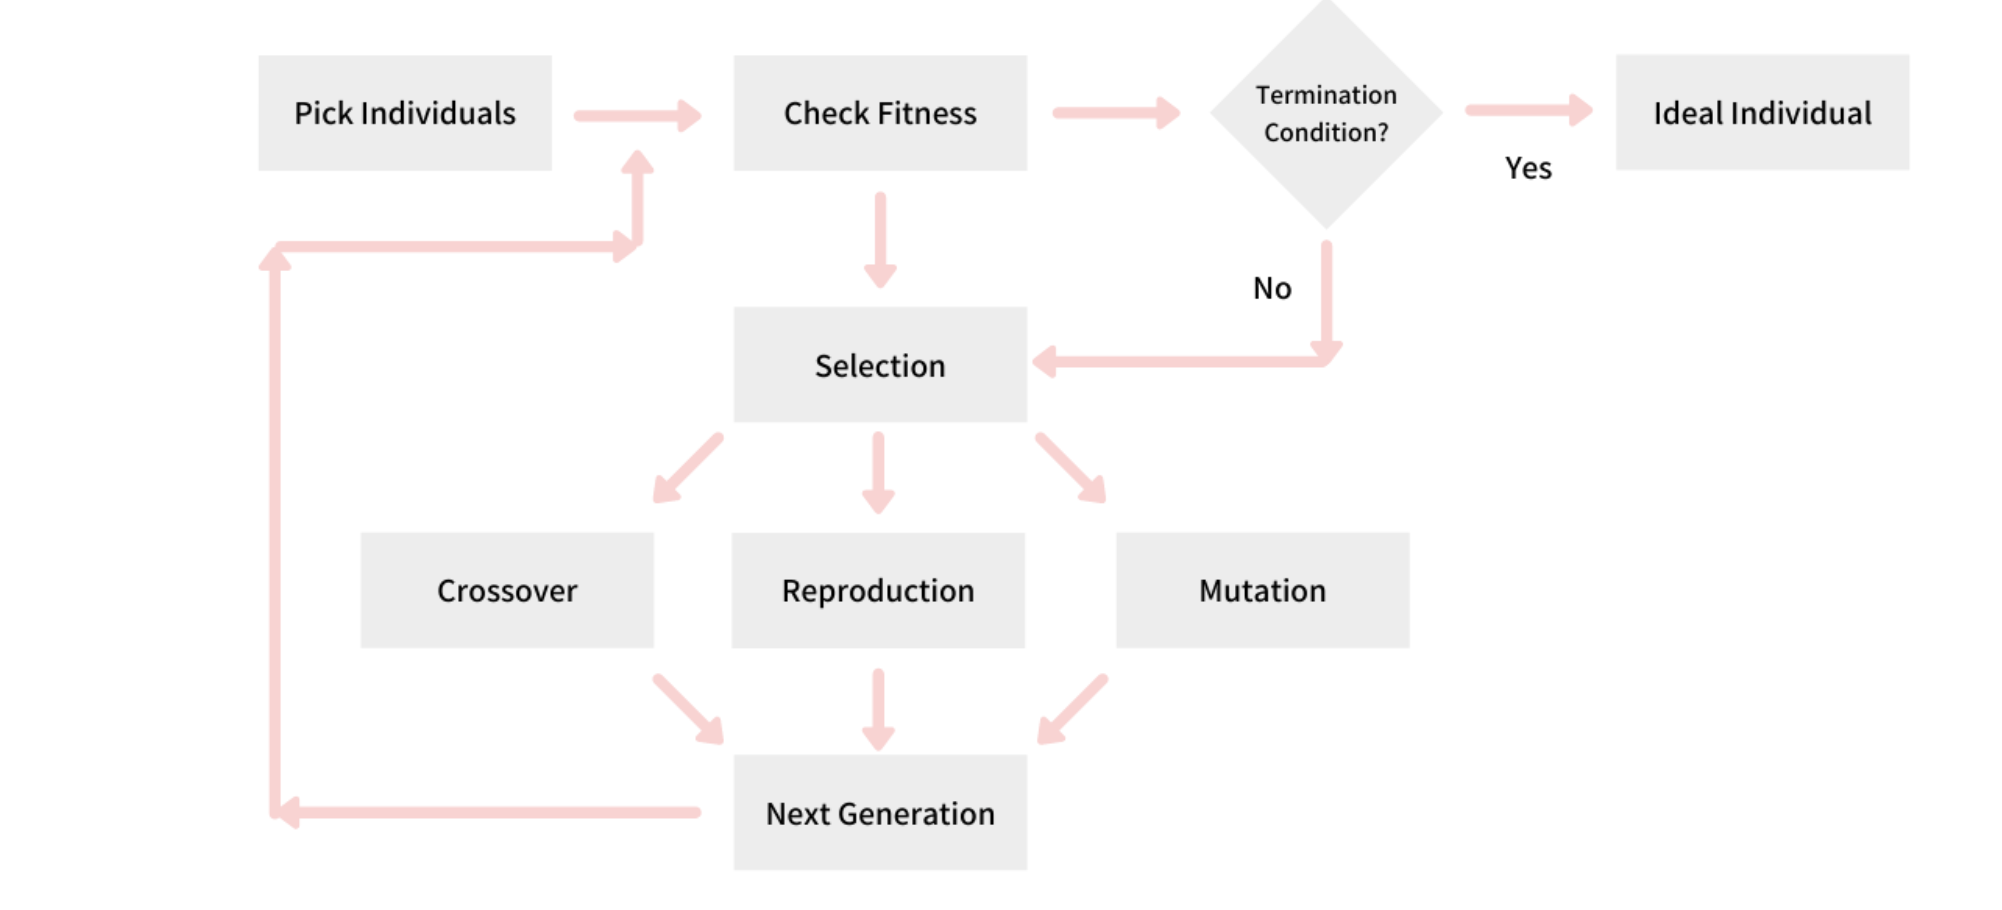 Pick Individuals
Check Fitness
Termination
Condition?
Ideal Individual
Yes
No
Selection
Crossover
Reproduction
Mutation
Next Generation